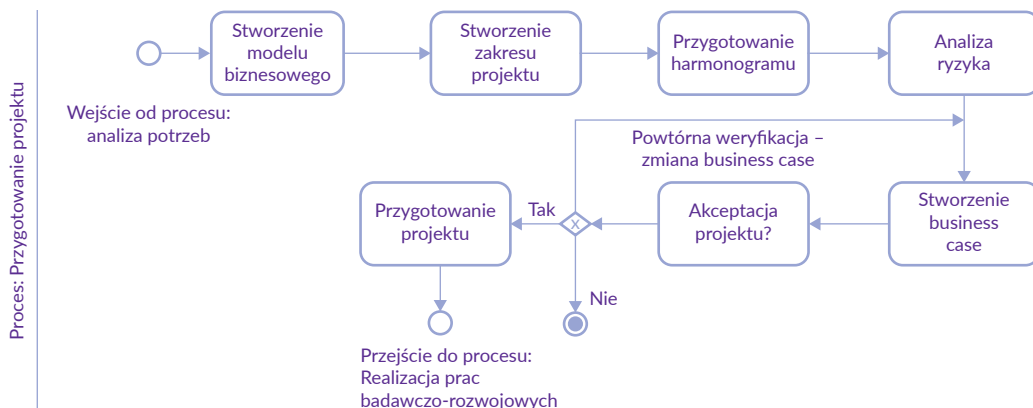 Proces: Przygotowanie projektu
Stworzenie
modelu
biznesowego
Stworzenie
zakresu
projektu
Przygotowanie
harmonogramu
Analiza
ryzyka
Wejście od procesu:
analiza potrzeb
Powtórna weryfikacja –
zmiana business case
Przygotowanie
projektu
Tak
X
Akceptacja
projektu?
Stworzenie
business
case
Nie
Przejście do procesu:
Realizacja prac
badawczo-rozwojowych